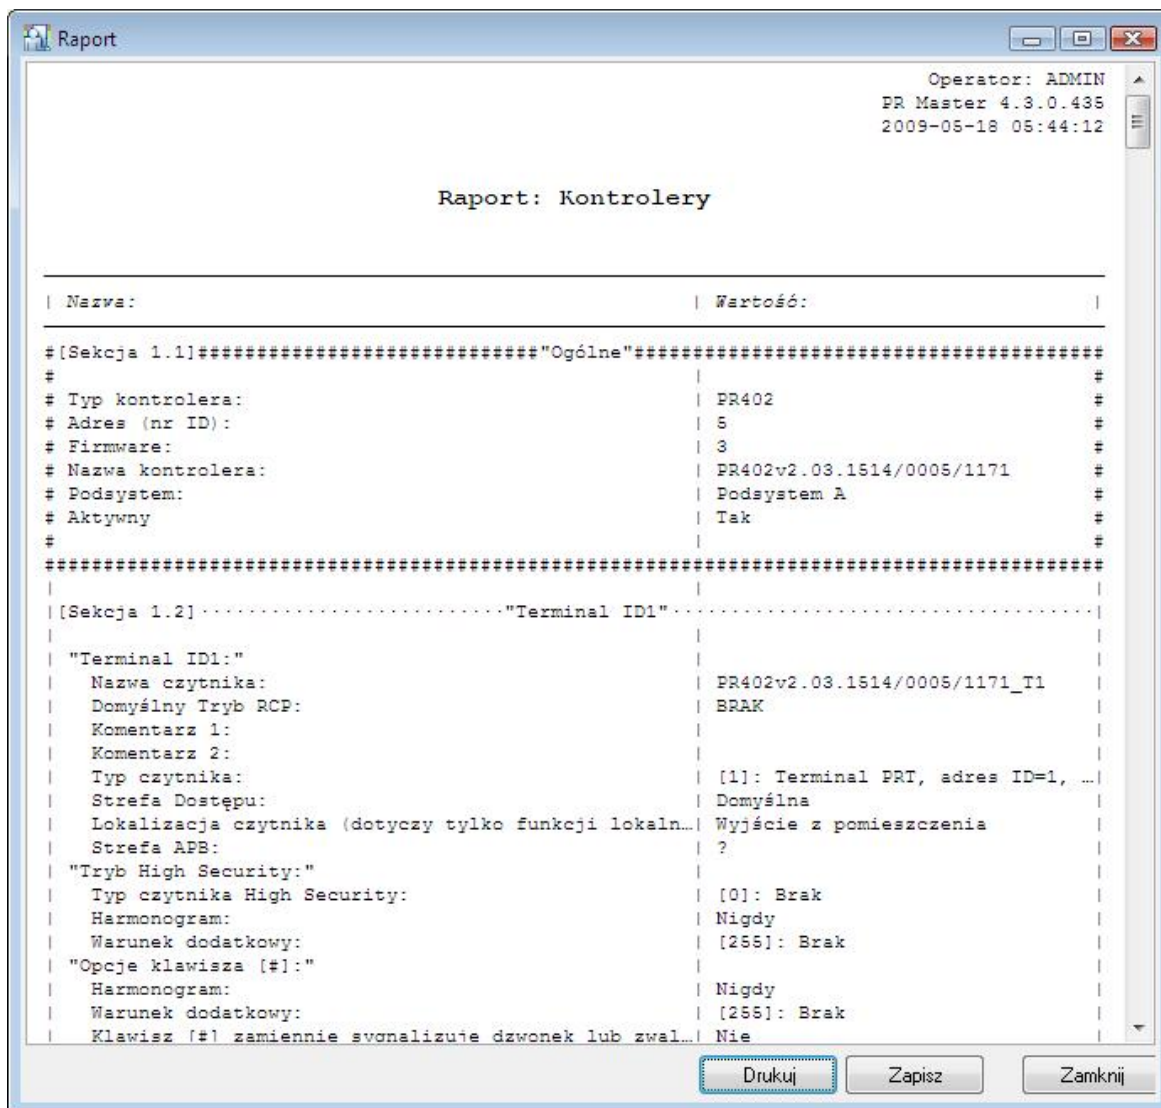 Raport
Operator: ADMIN
PR Master 4.3.0.435
2009-05-18 05:44:12
Raport: Kontrolery
| Nazwa: | Wartość: |
#[Sekcja 1.1]#############################"Ogólne"########################################
# | #
# Typ kontrolera: | PR402 #
# Adres (nr ID): | 5 #
# Firmware: | 3 #
# Nazwa kontrolera: | PR402v2.03.1514/0005/1171 #
# Podsystem: | Podsystem A #
# Aktywny | Tak #
# | #
##########################################################################################
| | |
|[Sekcja 1.2]··························"Terminal ID1"····································|
| | |
| "Terminal ID1:" | |
| Nazwa czytnika: | PR402v2.03.1514/0005/1171_T1 |
| Domyślny Tryb RCP: | BRAK |
| Komentarz 1: | |
| Komentarz 2: | |
| Typ czytnika: | [1]: Terminal PRT, adres ID=1, …|
| Strefa Dostępu: | Domyślna |
| Lokalizacja czytnika (dotyczy tylko funkcji lokaln…| Wyjście z pomieszczenia |
| Strefa APB: | ? |
| "Tryb High Security:" | |
| Typ czytnika High Security: | [0]: Brak |
| Harmonogram: | Nigdy |
| Warunek dodatkowy: | [255]: Brak |
| "Opcje klawisza [#]:" | |
| Harmonogram: | Nigdy |
| Warunek dodatkowy: | [255]: Brak |
| Klawisz [#] zamiennie sygnalizuje dzwonek lub zwal…| Nie |
Drukuj Zapisz Zamknij